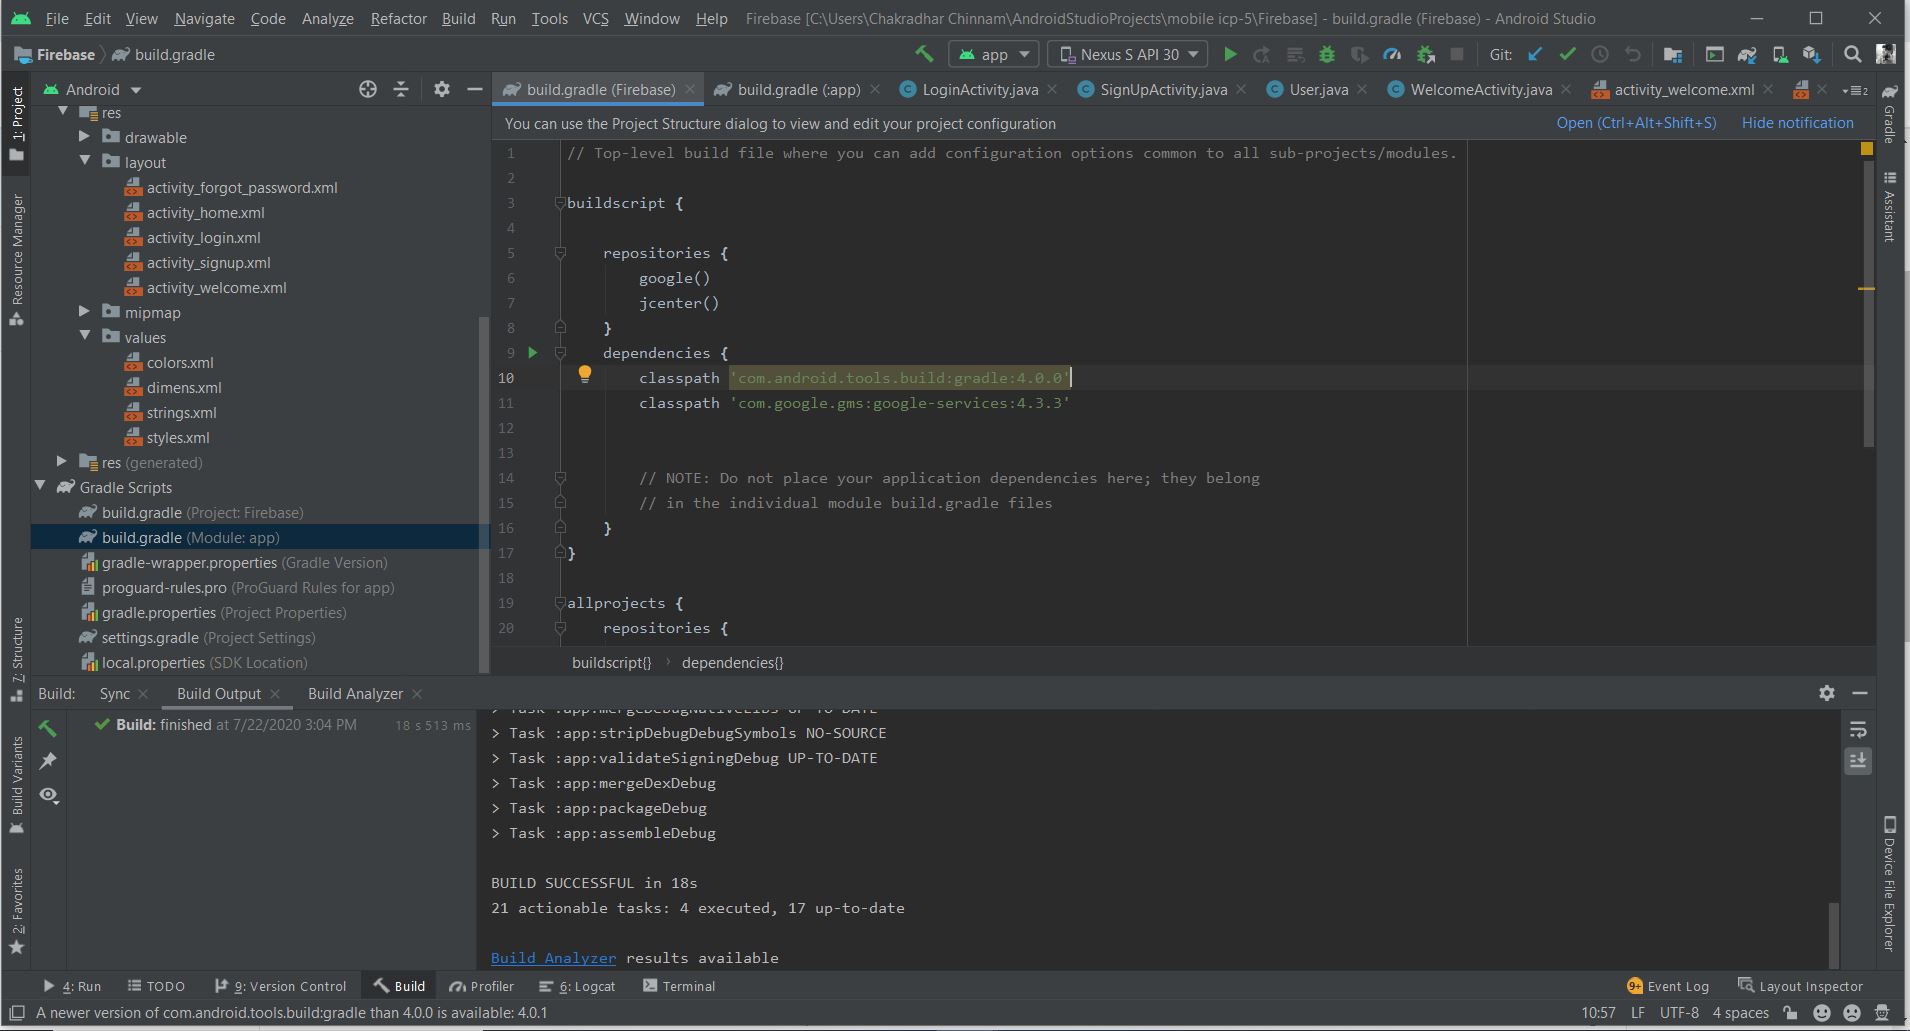 File Edit View Navigate Code Analyze Refactor Build Run Tools VCS Window Help Firebase [C:\Users\Chakradhar Chinnam\AndroidStudioProjects\mobile icp-5\Firebase] - build.gradle (Firebase) - Android Studio
Firebase build.gradle app Nexus S API 30 Git:
Android
build.gradle (Firebase) build.gradle (:app) LoginActivity.java SignUpActivity.java User.java WelcomeActivity.java activity_welcome.xml
You can use the Project Structure dialog to view and edit your project configuration Open (Ctrl+Alt+Shift+S) Hide notification
1: Project
Resource Manager
7: Structure
Build Variants
2: Favorites
res
drawable
layout
activity_forgot_password.xml
activity_home.xml
activity_login.xml
activity_signup.xml
activity_welcome.xml
mipmap
values
colors.xml
dimens.xml
strings.xml
styles.xml
res (generated)
Gradle Scripts
build.gradle (Project: Firebase)
build.gradle (Module: app)
gradle-wrapper.properties (Gradle Version)
proguard-rules.pro (ProGuard Rules for app)
gradle.properties (Project Properties)
settings.gradle (Project Settings)
local.properties (SDK Location)
1 // Top-level build file where you can add configuration options common to all sub-projects/modules.
2
3 buildscript {
4
5 repositories {
6 google()
7 jcenter()
8 }
9 dependencies {
10 classpath 'com.android.tools.build:gradle:4.0.0'
11 classpath 'com.google.gms:google-services:4.3.3'
12
13
14 // NOTE: Do not place your application dependencies here; they belong
15 // in the individual module build.gradle files
16 }
17 }
18
19 allprojects {
20 repositories {
buildscript{} dependencies{}
Gradle
Assistant
Device File Explorer
Build: Sync Build Output Build Analyzer
Build: finished at 7/22/2020 3:04 PM 18 s 513 ms
> Task :app:mergeDebugNativeLibs UP-TO-DATE
> Task :app:stripDebugDebugSymbols NO-SOURCE
> Task :app:validateSigningDebug UP-TO-DATE
> Task :app:mergeDexDebug
> Task :app:packageDebug
> Task :app:assembleDebug
BUILD SUCCESSFUL in 18s
21 actionable tasks: 4 executed, 17 up-to-date
Build Analyzer results available
4: Run TODO 9: Version Control Build Profiler 6: Logcat Terminal 9+ Event Log Layout Inspector
A newer version of com.android.tools.build:gradle than 4.0.0 is available: 4.0.1 10:57 LF UTF-8 4 spaces